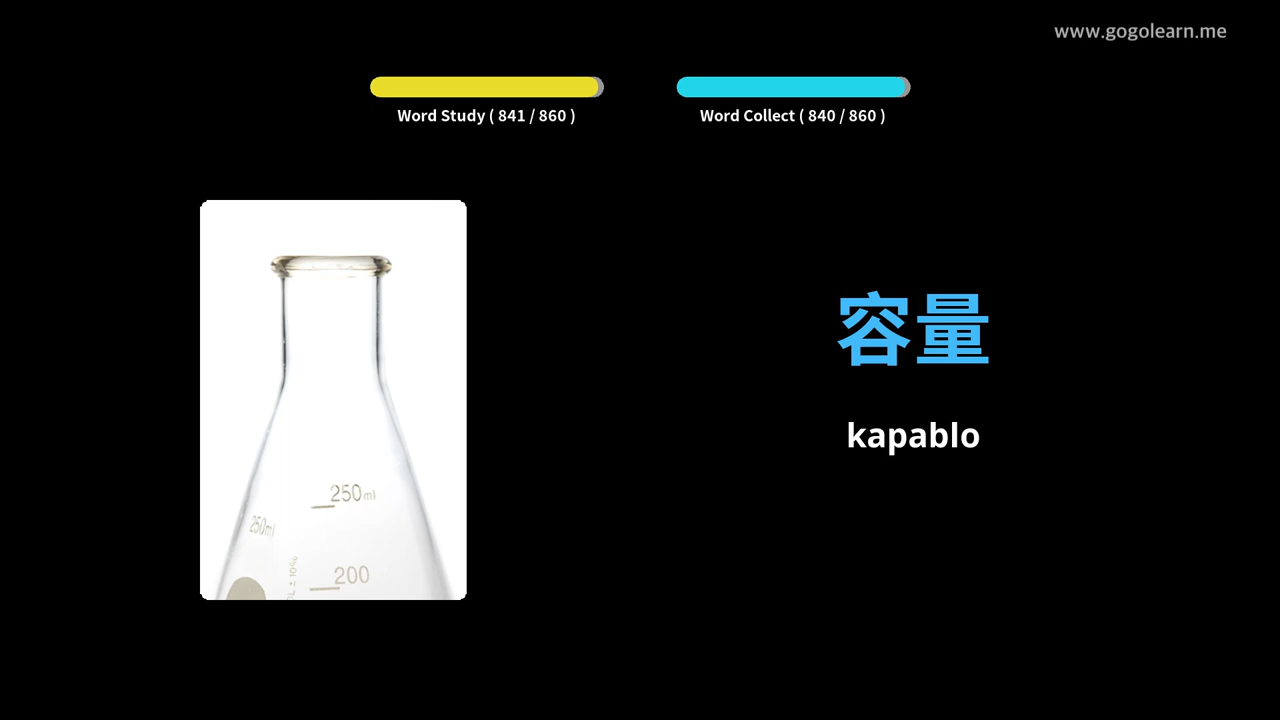 www.gogolearn.me
Word Study ( 841 / 860 )
Word Collect ( 840 / 860 )
容量
kapablo
250ml
250ml
200